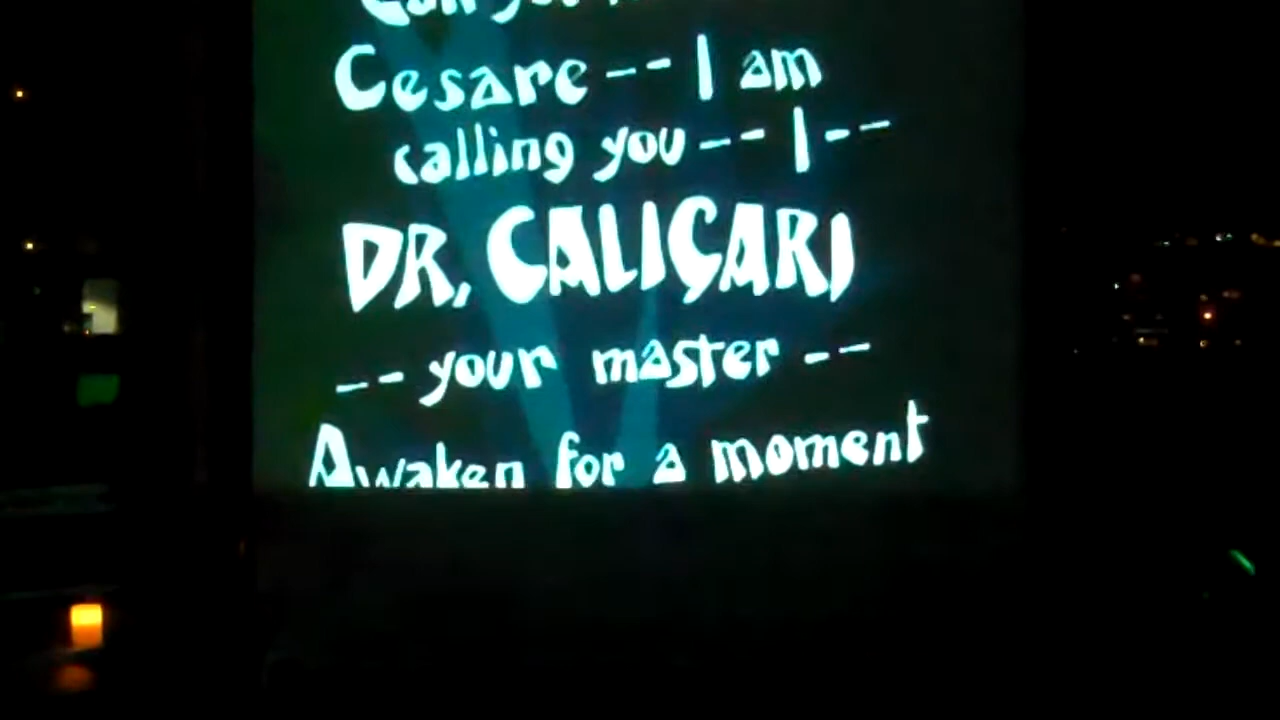 Cesare -- I am
calling you -- I --
DR. CALIGARI
-- your master --
Awaken for a moment